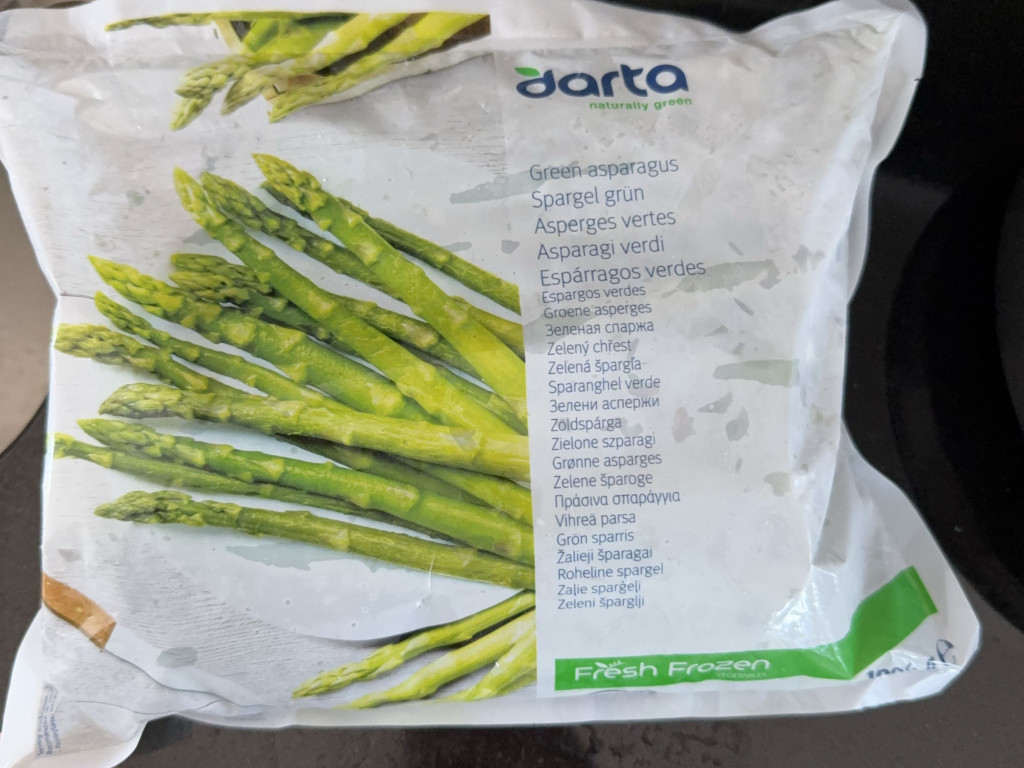 darta
naturally green
Green asparagus
Spargel grün
Asperges vertes
Asparagi verdi
Espárragos verdes
Espargos verdes
Groene asperges
Зеленая спаржа
Zelený chřest
Zelená špargľa
Sparanghel verde
Зелени аспержи
Zöldspárga
Zielone szparagi
Grønne asparges
Zelene šparoge
Πράσινα σπαράγγια
Vihreä parsa
Grön sparris
Žalieji šparagai
Roheline spargel
Zaļie sparģeļi
Zeleni šparglji
Fresh Frozen
VEGETABLES